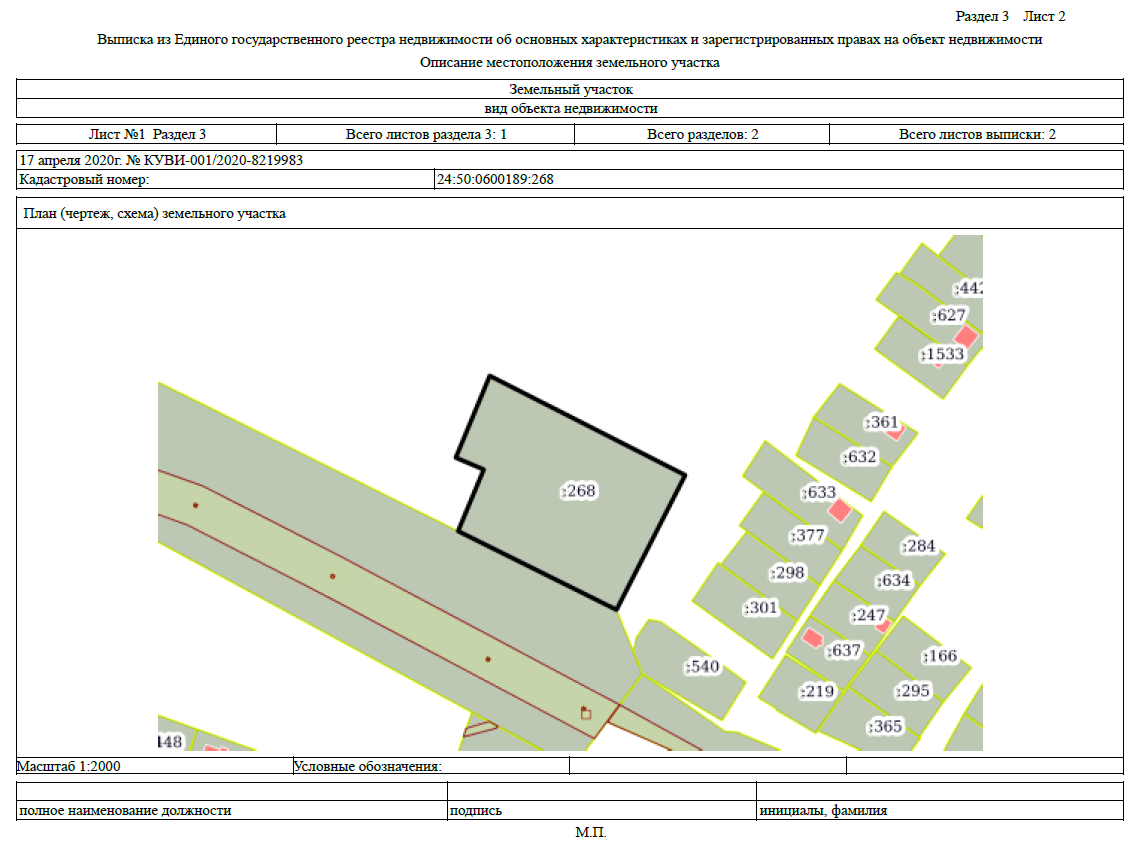 Раздел 3 Лист 2
Выписка из Единого государственного реестра недвижимости об основных характеристиках и зарегистрированных правах на объект недвижимости
Описание местоположения земельного участка
Земельный участок
вид объекта недвижимости
Лист №1 Раздел 3 Всего листов раздела 3: 1 Всего разделов: 2 Всего листов выписки: 2
17 апреля 2020г. № КУВИ-001/2020-8219983
Кадастровый номер: 24:50:0600189:268
План (чертеж, схема) земельного участка
:442
:627
:1533
:361
:632
:268
:633
:377
:284
:298
:634
:301
:247
:637
:166
:540
:219
:295
:365
148
Масштаб 1:2000 Условные обозначения:
полное наименование должности подпись инициалы, фамилия
М.П.